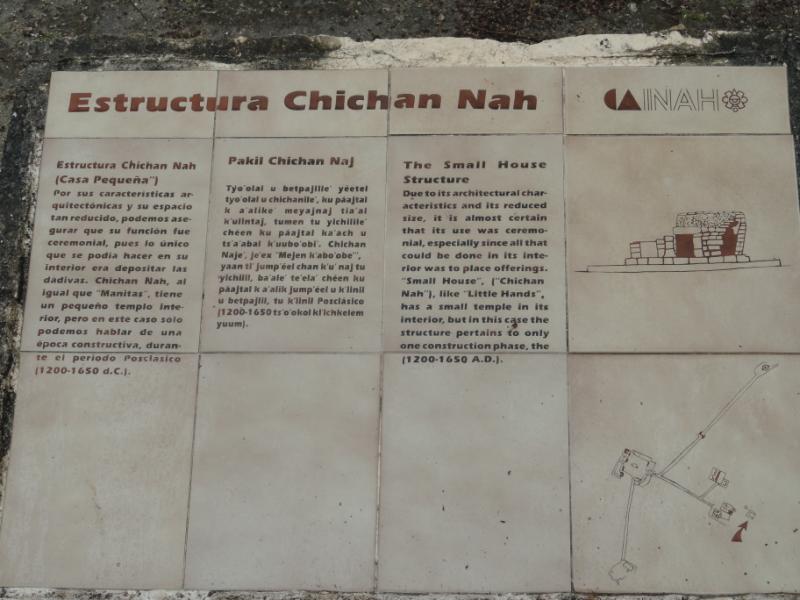 Estructura Chichan Nah
CA INAH
Estructura Chichan Nah
(Casa Pequeña")
Por sus características ar-
quitectónicas y su espacio
tan reducido, podemos ase-
gurar que su función fue
ceremonial, pues lo único
que se podía hacer en su
interior era depositar las
dádivas. Chichan Nah, al
igual que "Manitas", tiene
un pequeño templo inte-
rior, pero en este caso sólo
podemos hablar de una
época constructiva, duran-
te el período Posclásico
(1200-1650 d.C.).
Pakil Chichan Naj
Tyo'olal u betpajlile' yéetel
tyo'olal u chichanile', ku páajtal
k a'alike' meyajnaj tia'al
k'uiintaj, tumen tu yichilile'
chéen ku páajtal ka'ach u
ts'a'abal k'uubo'obi'. Chichan
Naje', je'ex "Mejen k'abo'obe'",
yaan ti' jump'éel chan k'u' naj tu
yichilil, ba'ale' te'ela' chéen ku
páajtal k a'alik jump'éel u k'iinil
u betpajlil, tu k'iinil Posclásico
(1200-1650 ts'o'okol ki'ichkelem
yuum).
The Small House
Structure
Due to its architectural char-
acteristics and its reduced
size, it is almost certain
that its use was ceremo-
nial, especially since all that
could be done in its inte-
rior was to place offerings.
"Small House", ("Chichan
Nah"), like "Little Hands",
has a small temple in its
interior, but in this case the
structure pertains to only
one construction phase, the
(1200-1650 A.D.).